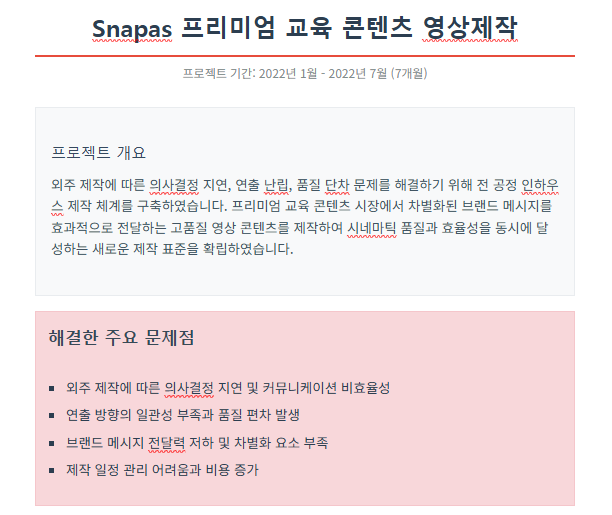 Snapas 프리미엄 교육 콘텐츠 영상제작
프로젝트 기간: 2022년 1월 - 2022년 7월 (7개월)
프로젝트 개요
외주 제작에 따른 의사결정 지연, 연출 난립, 품질 단차 문제를 해결하기 위해 전 공정 인하우
스 제작 체계를 구축하였습니다. 프리미엄 교육 콘텐츠 시장에서 차별화된 브랜드 메시지를
효과적으로 전달하는 고품질 영상 콘텐츠를 제작하여 시네마틱 품질과 효율성을 동시에 달
성하는 새로운 제작 표준을 확립하였습니다.
해결한 주요 문제점
▪ 외주 제작에 따른 의사결정 지연 및 커뮤니케이션 비효율성
▪ 연출 방향의 일관성 부족과 품질 편차 발생
▪ 브랜드 메시지 전달력 저하 및 차별화 요소 부족
▪ 제작 일정 관리 어려움과 비용 증가